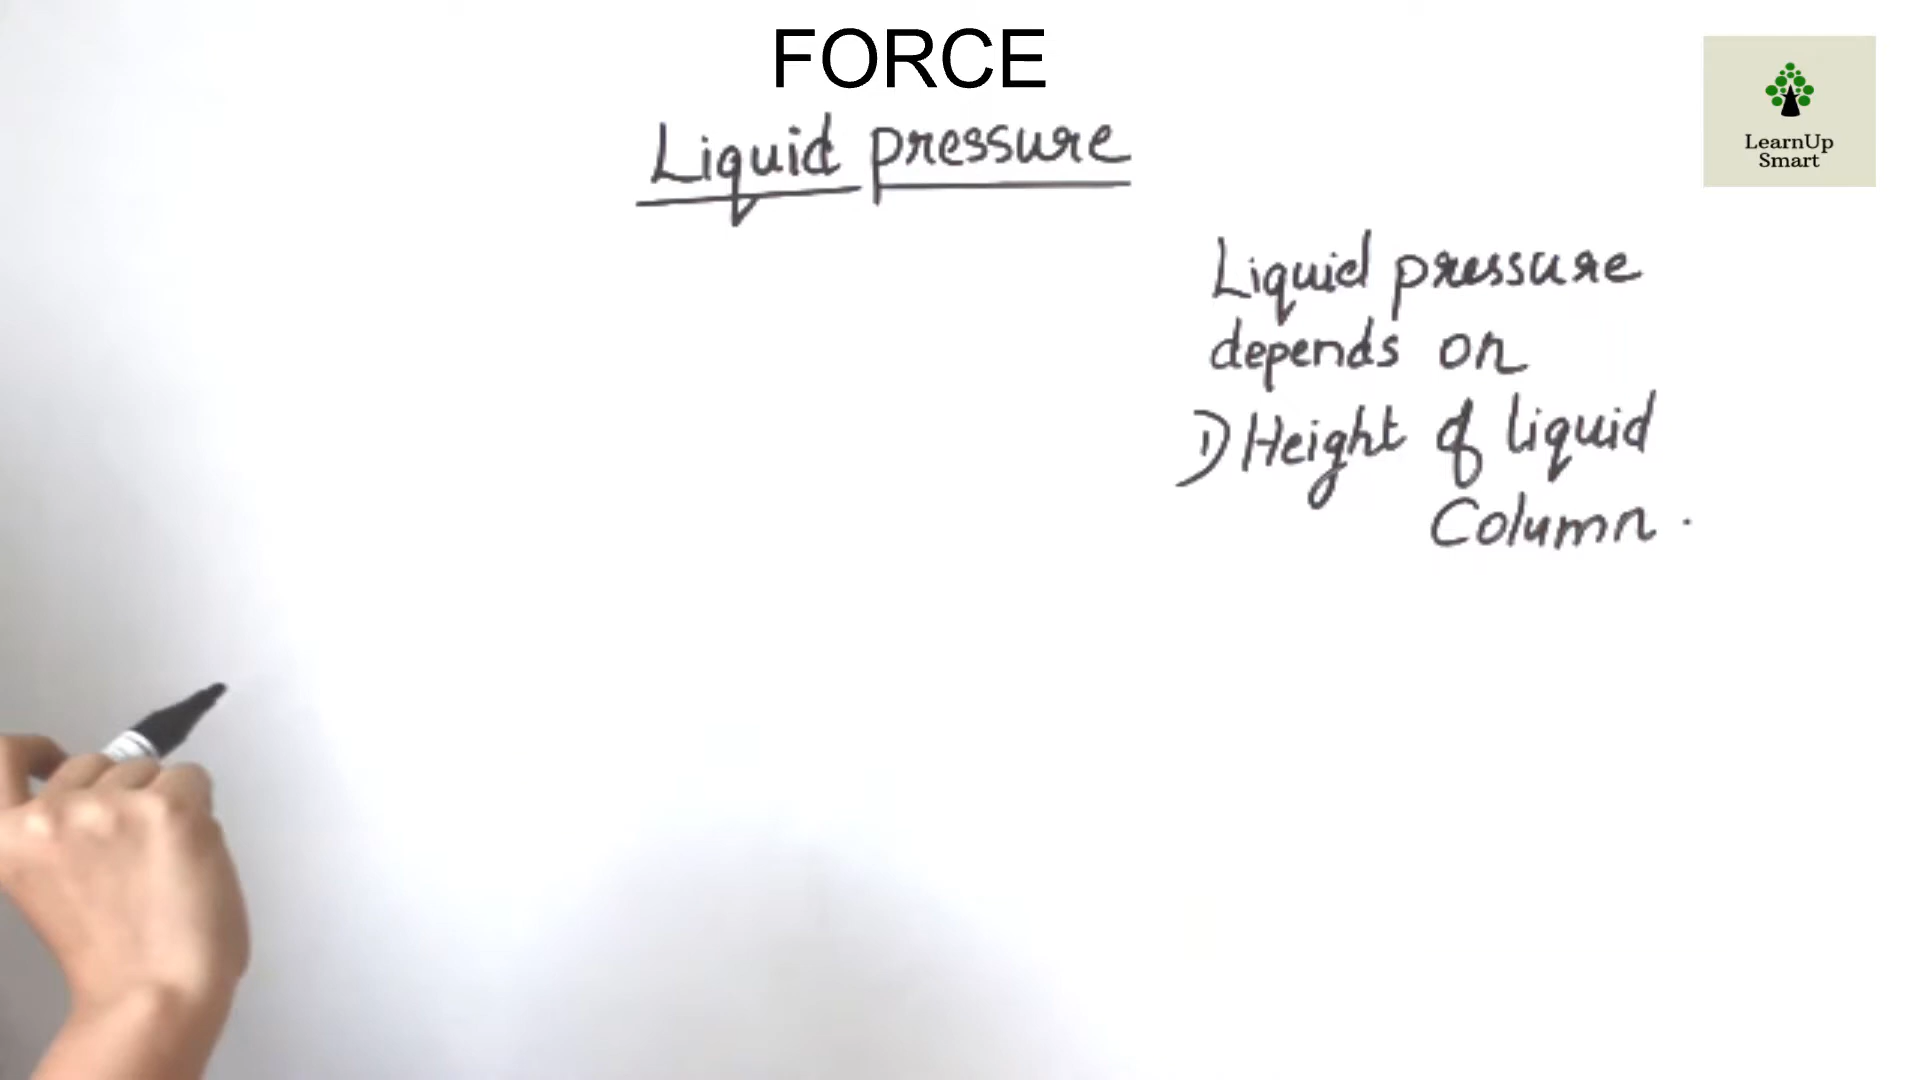 FORCE
LearnUp
Smart
Liquid pressure
Liquid pressure
depends on
1) Height of liquid
Column.